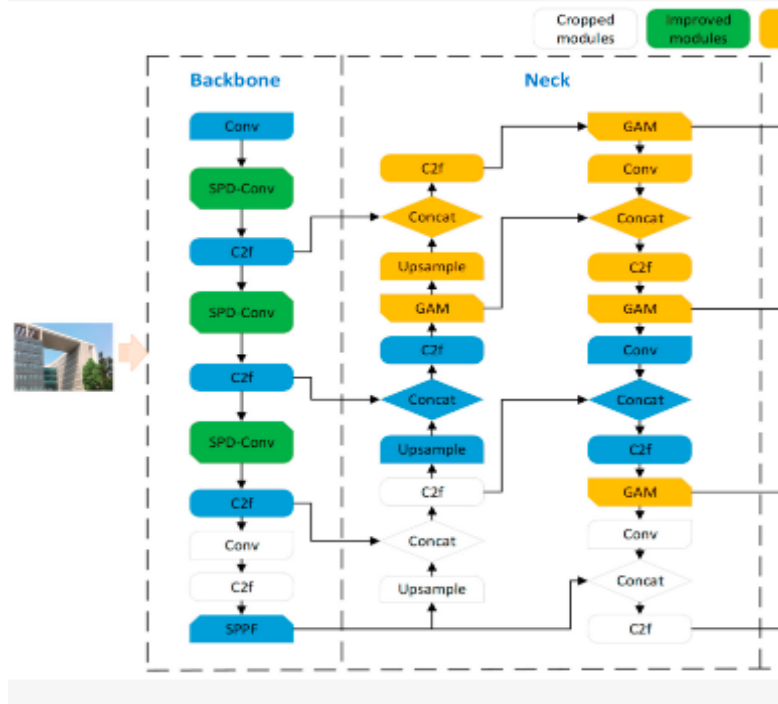 Cropped
modules
Improved
modules
Backbone
Conv
SPD-Conv
C2f
SPD-Conv
C2f
SPD-Conv
C2f
Conv
C2f
SPPF
Neck
C2f
Concat
Upsample
GAM
C2f
Concat
Upsample
C2f
Concat
Upsample
GAM
Conv
Concat
C2f
GAM
Conv
Concat
C2f
GAM
Conv
Concat
C2f